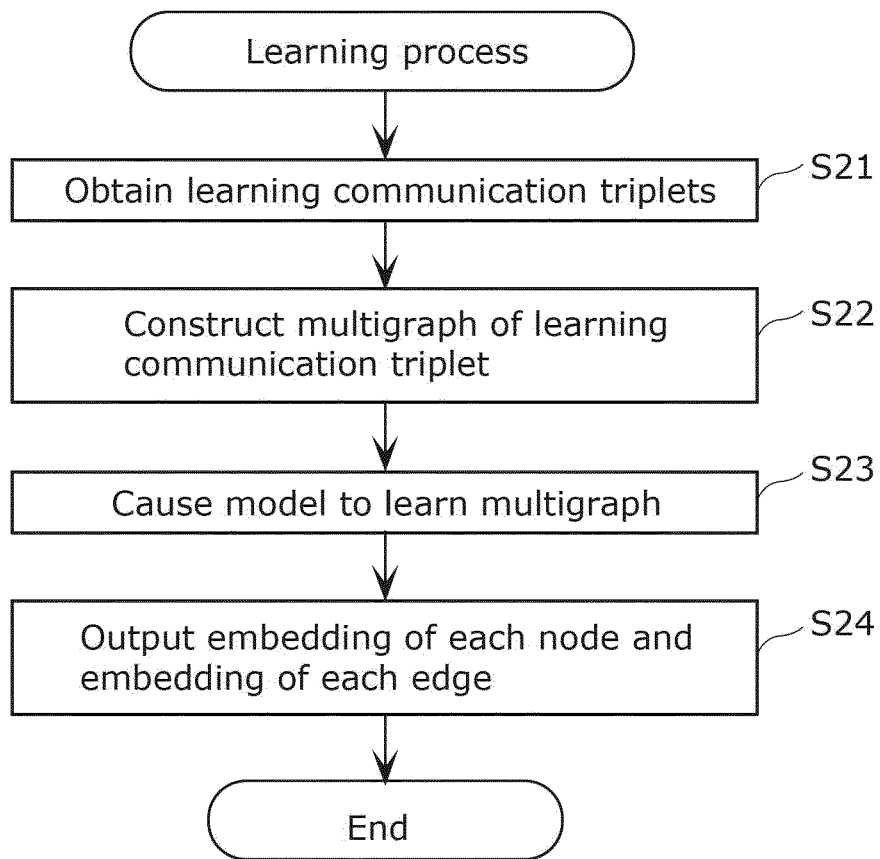 Learning process
Obtain learning communication triplets
S21
Construct multigraph of learning
communication triplet
S22
Cause model to learn multigraph
S23
Output embedding of each node and
embedding of each edge
S24
End